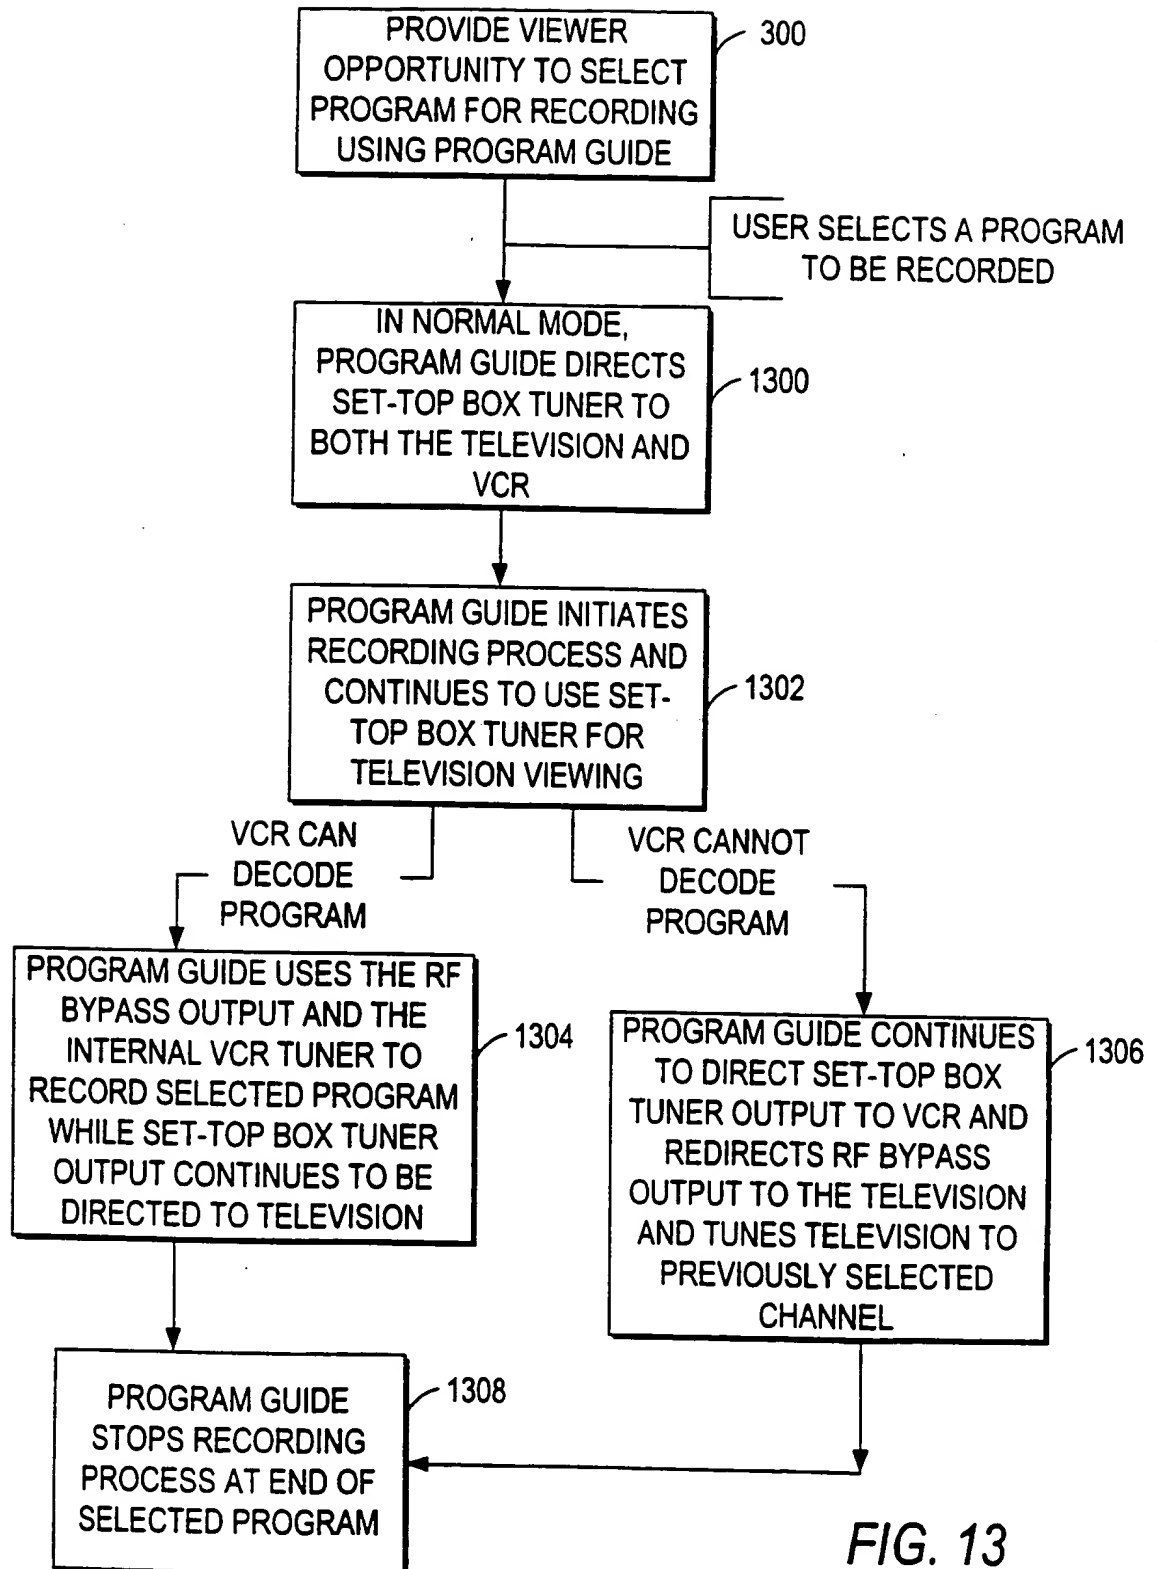 PROVIDE VIEWER
OPPORTUNITY TO SELECT
PROGRAM FOR RECORDING
USING PROGRAM GUIDE
300
USER SELECTS A PROGRAM
TO BE RECORDED
IN NORMAL MODE,
PROGRAM GUIDE DIRECTS
SET-TOP BOX TUNER TO
BOTH THE TELEVISION AND
VCR
1300
PROGRAM GUIDE INITIATES
RECORDING PROCESS AND
CONTINUES TO USE SET-
TOP BOX TUNER FOR
TELEVISION VIEWING
1302
VCR CAN
DECODE
PROGRAM
VCR CANNOT
DECODE
PROGRAM
PROGRAM GUIDE USES THE RF
BYPASS OUTPUT AND THE
INTERNAL VCR TUNER TO
RECORD SELECTED PROGRAM
WHILE SET-TOP BOX TUNER
OUTPUT CONTINUES TO BE
DIRECTED TO TELEVISION
1304
PROGRAM GUIDE CONTINUES
TO DIRECT SET-TOP BOX
TUNER OUTPUT TO VCR AND
REDIRECTS RF BYPASS
OUTPUT TO THE TELEVISION
AND TUNES TELEVISION TO
PREVIOUSLY SELECTED
CHANNEL
1306
PROGRAM GUIDE
STOPS RECORDING
PROCESS AT END OF
SELECTED PROGRAM
1308
FIG. 13